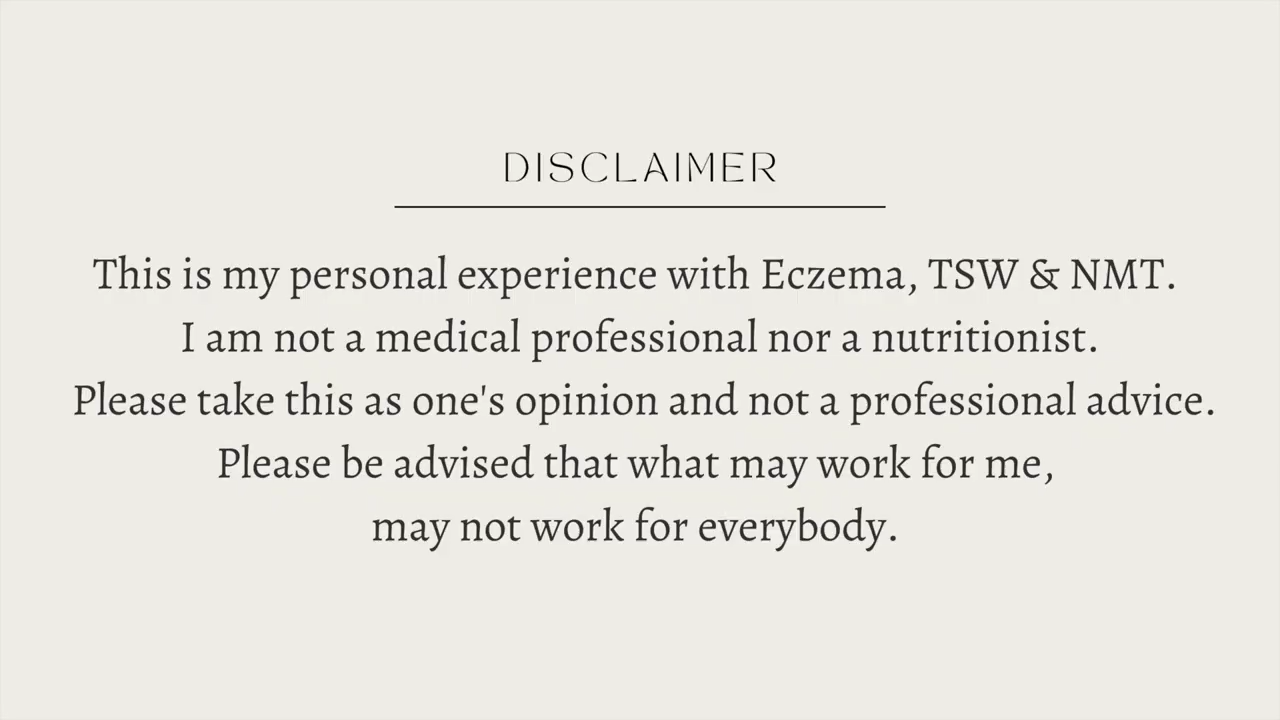 DISCLAIMER
This is my personal experience with Eczema, TSW & NMT.
I am not a medical professional nor a nutritionist.
Please take this as one's opinion and not a professional advice.
Please be advised that what may work for me,
may not work for everybody.